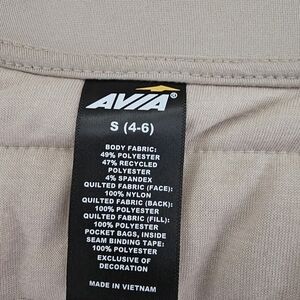 AVIA®
S (4-6)
BODY FABRIC:
49% POLYESTER
47% RECYCLED
POLYESTER
4% SPANDEX
QUILTED FABRIC (FACE):
100% NYLON
QUILTED FABRIC (BACK):
100% POLYESTER
QUILTED FABRIC (FILL):
100% POLYESTER
POCKET BAGS, INSIDE
SEAM BINDING TAPE:
100% POLYESTER
EXCLUSIVE OF
DECORATION
MADE IN VIETNAM